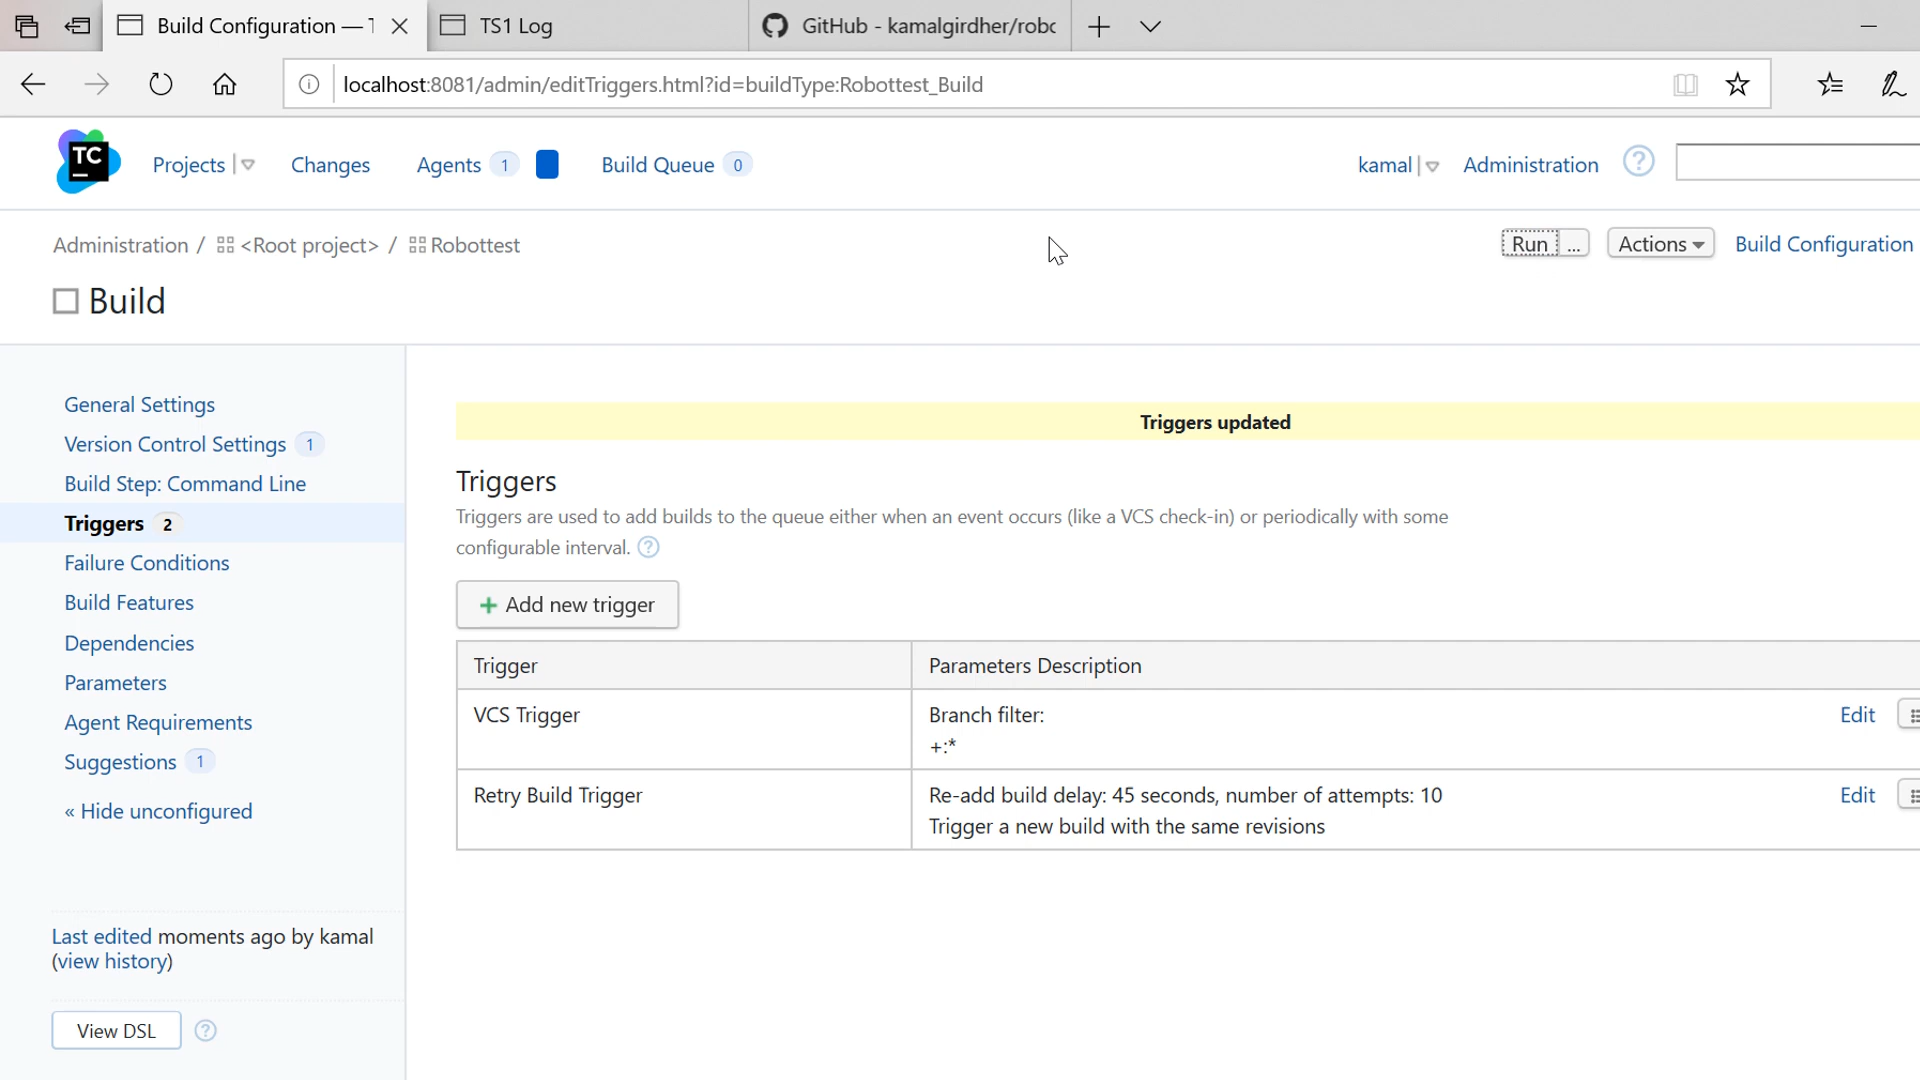 Build Configuration — T
TS1 Log
GitHub - kamalgirdher/robo
localhost:8081/admin/editTriggers.html?id=buildType:Robottest_Build
TC
Projects
Changes
Agents 1
Build Queue 0
kamal
Administration
?
Administration / <Root project> / Robottest
Run ...
Actions
Build Configuration
Build
General Settings
Version Control Settings 1
Build Step: Command Line
Triggers 2
Failure Conditions
Build Features
Dependencies
Parameters
Agent Requirements
Suggestions 1
« Hide unconfigured
Last edited moments ago by kamal
(view history)
View DSL ?
Triggers updated
Triggers
Triggers are used to add builds to the queue either when an event occurs (like a VCS check-in) or periodically with some
configurable interval. ?
+ Add new trigger
Trigger
Parameters Description
VCS Trigger
Branch filter:
+:*
Edit
Retry Build Trigger
Re-add build delay: 45 seconds, number of attempts: 10
Trigger a new build with the same revisions
Edit